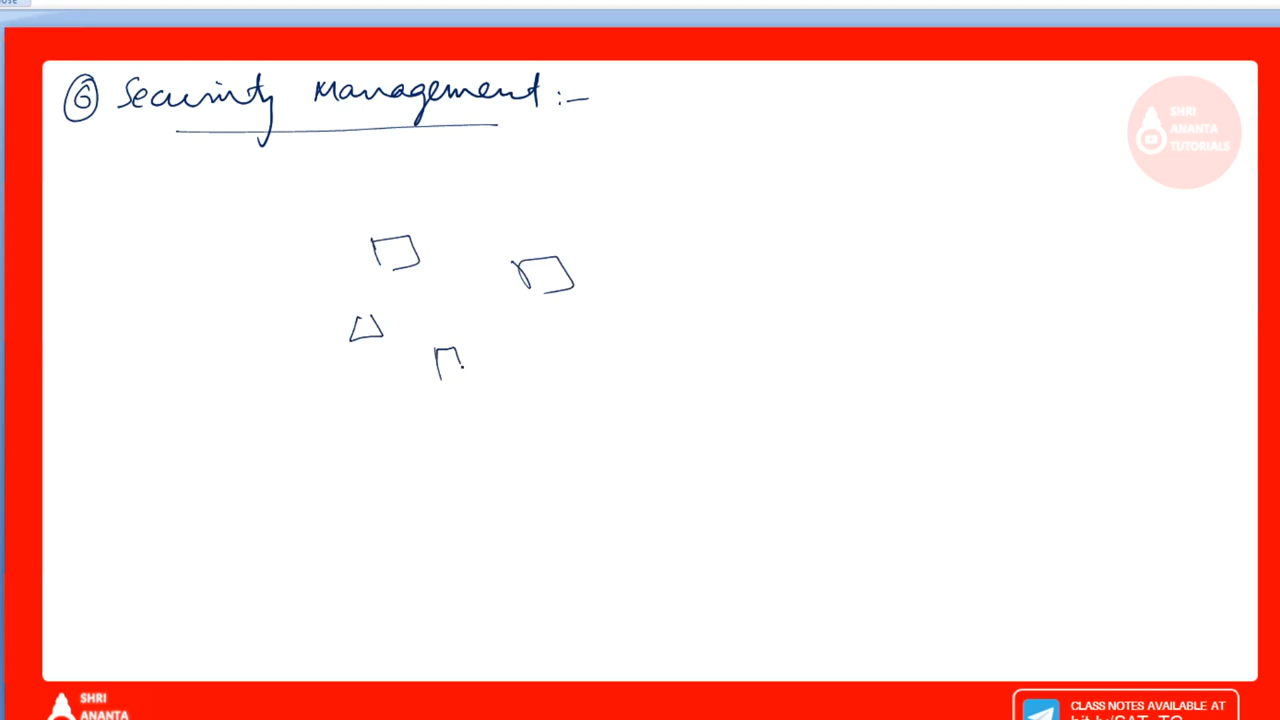 ⑥ Security Management :-
SHRI
ANANTA
TUTORIALS
SHRI
ANANTA
CLASS NOTES AVAILABLE AT